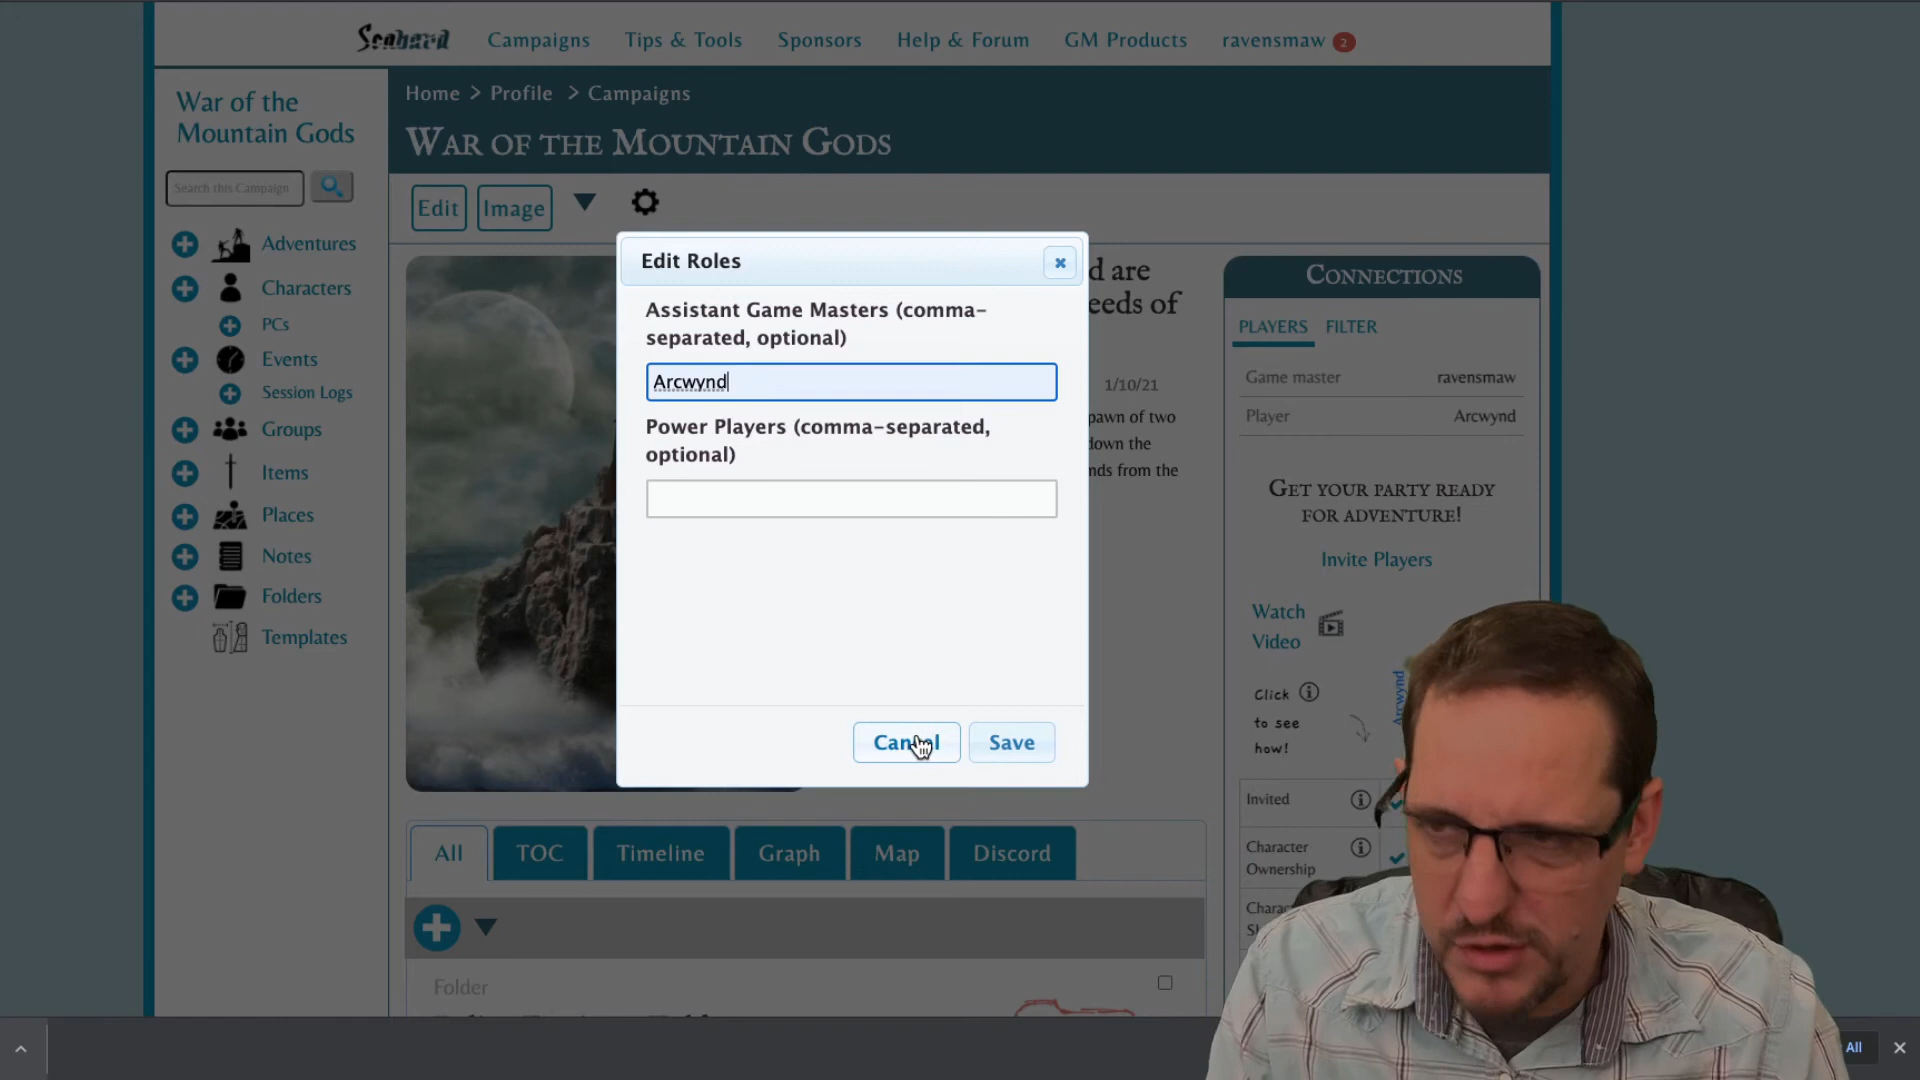 Seabard
Campaigns
Tips & Tools
Sponsors
Help & Forum
GM Products
ravensmaw 2
War of the
Mountain Gods
Search this Campaign
Adventures
Characters
PCs
Events
Session Logs
Groups
Items
Places
Notes
Folders
Templates
Home > Profile > Campaigns
War of the Mountain Gods
Edit
Image
Edit Roles
Assistant Game Masters (comma-
separated, optional)
Arcwynd
Power Players (comma-separated,
optional)
Save
d are
eeds of
1/10/21
pawn of two
down the
nds from the
Connections
PLAYERS FILTER
Game master ravensmaw
Player Arcwynd
Get your party ready
for adventure!
Invite Players
Watch
Video
Click
to see
how!
Arcwynd
Invited
Character
Ownership
All
TOC
Timeline
Graph
Map
Discord
Folder
All